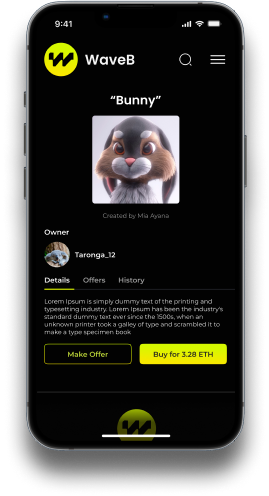 9:41
WaveB
“Bunny”
Created by Mia Ayana
Owner
Taronga_12
Details Offers History
Lorem Ipsum is simply dummy text of the printing and
typesetting industry. Lorem Ipsum has been the industry's
standard dummy text ever since the 1500s, when an
unknown printer took a galley of type and scrambled it to
make a type specimen book
Make Offer Buy for 3.28 ETH